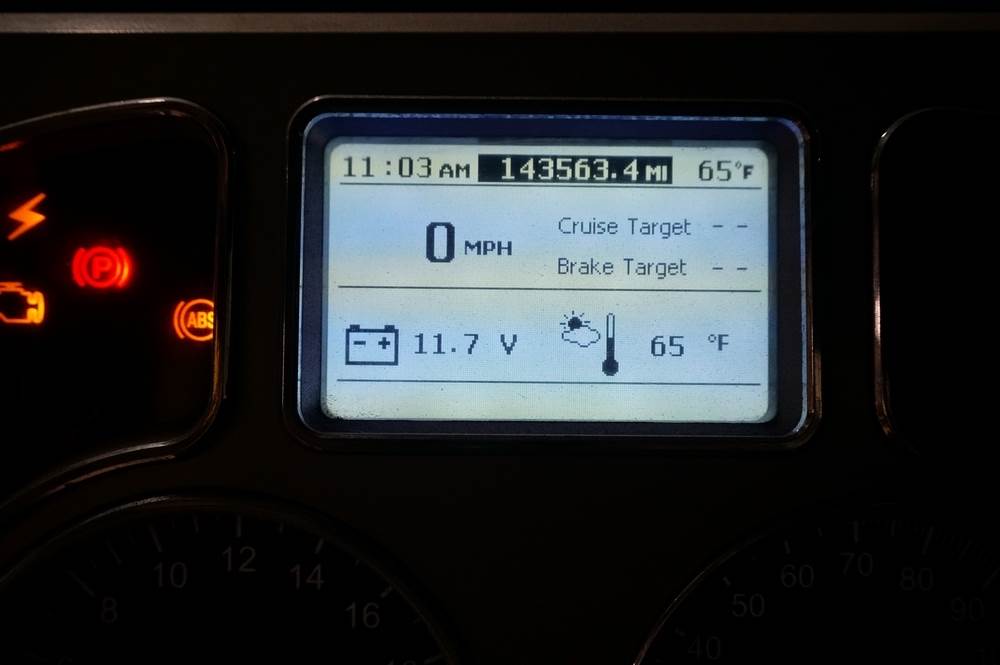 11:03 AM 143563.4 MI 65°F
0 MPH
Cruise Target - -
Brake Target - -
11.7 V 65 °F
P
ABS
8 10 12 14 16
40 50 60 70 80 90